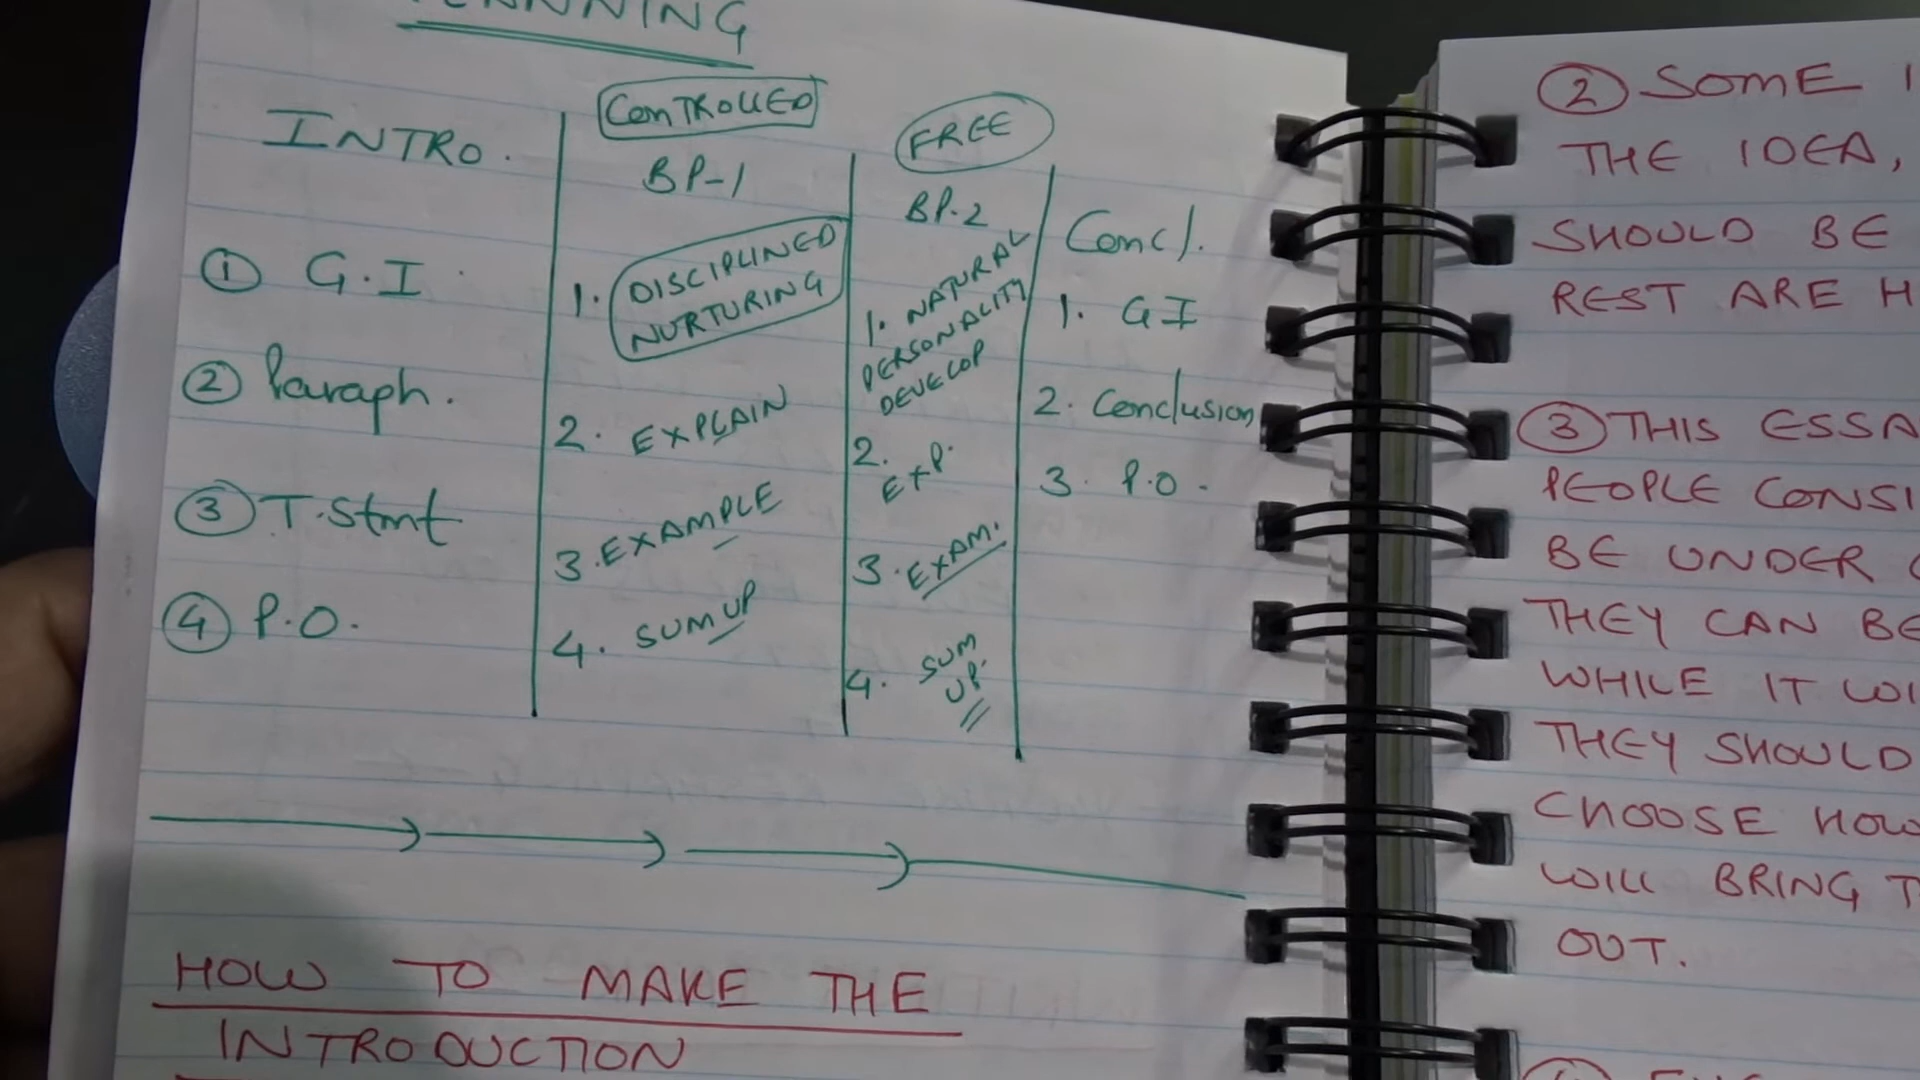 PLANNING
INTRO.
① G.I
② Paraph.
③ T.Stmt
④ P.O.
CONTROLLED
BP-1
1. DISCIPLINED
NURTURING
2. EXPLAIN
3. EXAMPLE
4. SUM UP
FREE
BP.2
1. NATURAL
PERSONALITY
DEVELOP
2.
EXP.
3. EXAM.
4. SUM
UP.
Concl.
1. GI
2. Conclusion
3. P.O.
HOW TO MAKE THE
INTRODUCTION
② SOME
THE IDEA,
SHOULD BE
REST ARE
③ THIS
PEOPLE
BE UNDER
THEY CAN
WHILE IT
THEY SHOULD
CHOOSE
WILL BRING
OUT.